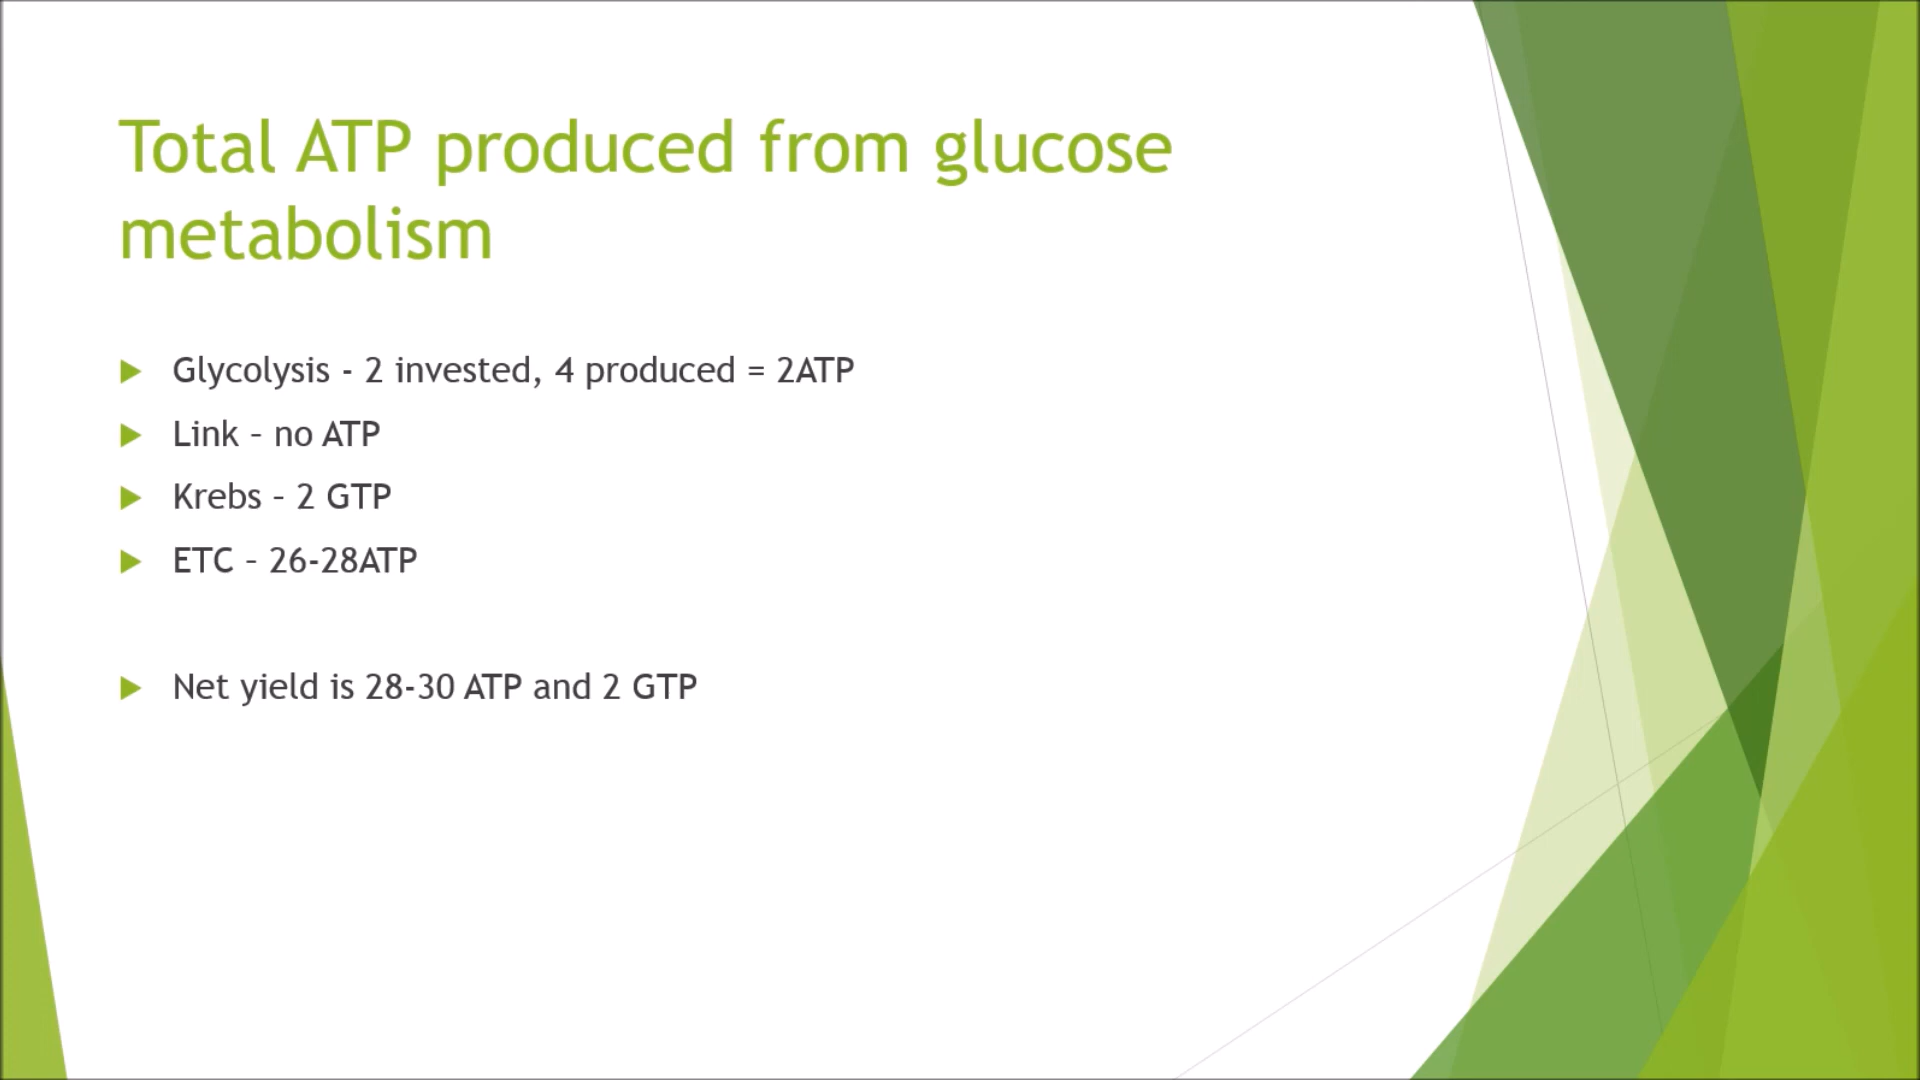 Total ATP produced from glucose
metabolism
Glycolysis - 2 invested, 4 produced = 2ATP
Link – no ATP
Krebs – 2 GTP
ETC – 26-28ATP
Net yield is 28-30 ATP and 2 GTP